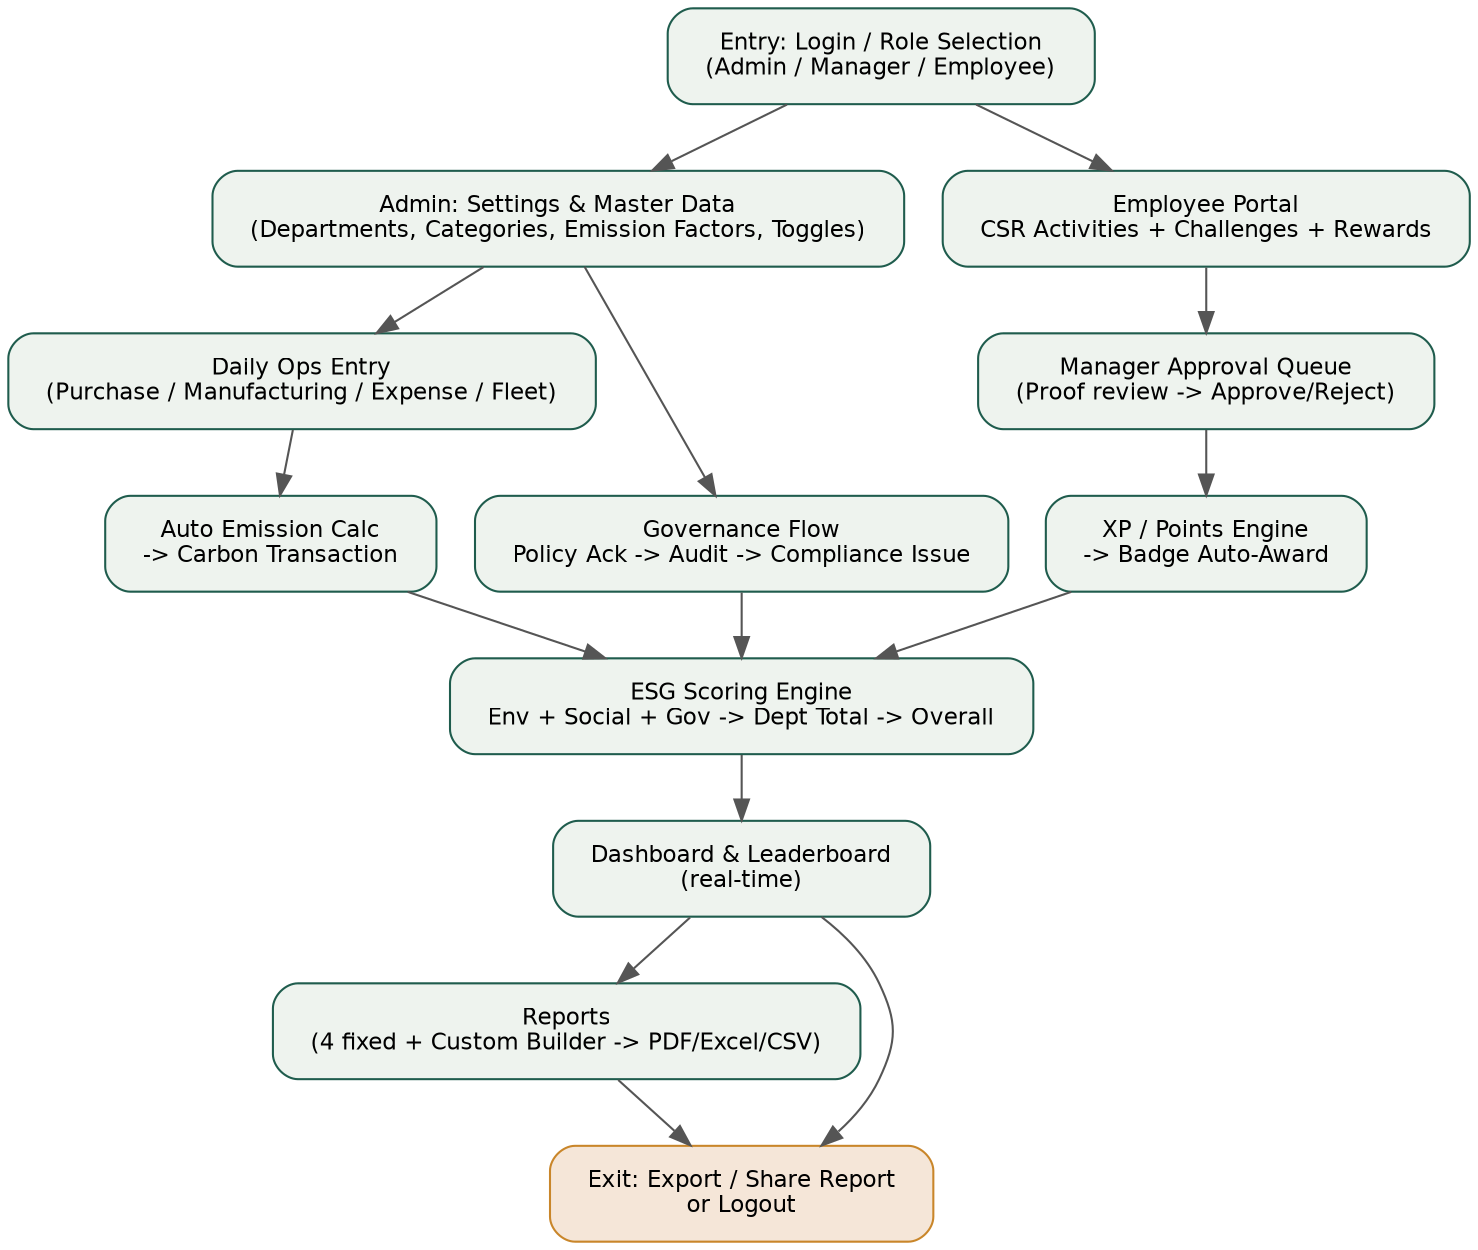 Entry: Login / Role Selection
(Admin / Manager / Employee)
Admin: Settings & Master Data
(Departments, Categories, Emission Factors, Toggles)
Employee Portal
CSR Activities + Challenges + Rewards
Daily Ops Entry
(Purchase / Manufacturing / Expense / Fleet)
Manager Approval Queue
(Proof review -> Approve/Reject)
Auto Emission Calc
-> Carbon Transaction
Governance Flow
Policy Ack -> Audit -> Compliance Issue
XP / Points Engine
-> Badge Auto-Award
ESG Scoring Engine
Env + Social + Gov -> Dept Total -> Overall
Dashboard & Leaderboard
(real-time)
Reports
(4 fixed + Custom Builder -> PDF/Excel/CSV)
Exit: Export / Share Report
or Logout